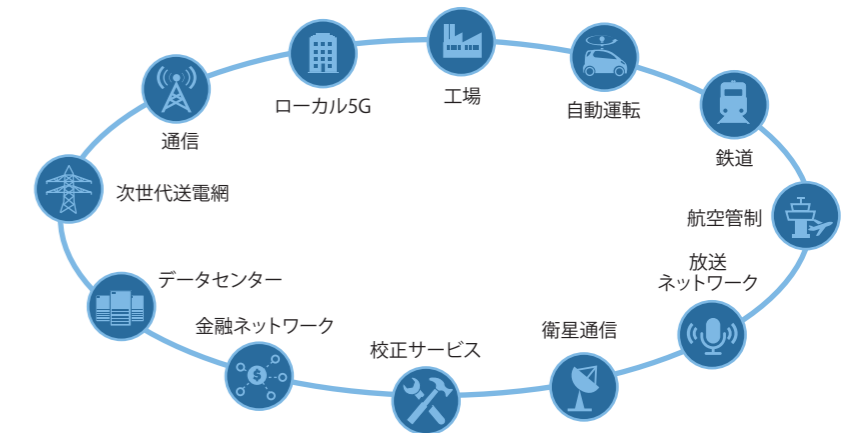 工場
ローカル5G
自動運転
通信
鉄道
次世代送電網
航空管制
放送
ネットワーク
データセンター
金融ネットワーク
衛星通信
校正サービス
$